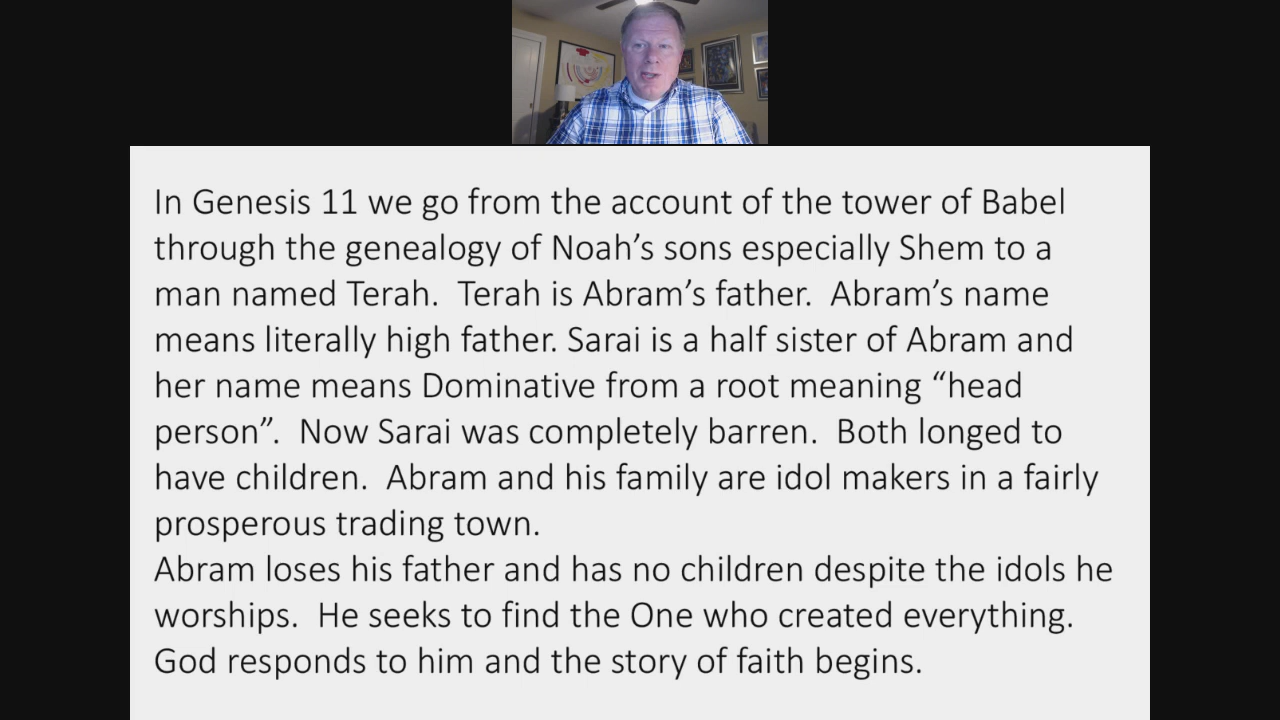 In Genesis 11 we go from the account of the tower of Babel
through the genealogy of Noah’s sons especially Shem to a
man named Terah.  Terah is Abram’s father.  Abram’s name
means literally high father. Sarai is a half sister of Abram and
her name means Dominative from a root meaning “head
person”.  Now Sarai was completely barren.  Both longed to
have children.  Abram and his family are idol makers in a fairly
prosperous trading town.
Abram loses his father and has no children despite the idols he
worships.  He seeks to find the One who created everything.
God responds to him and the story of faith begins.